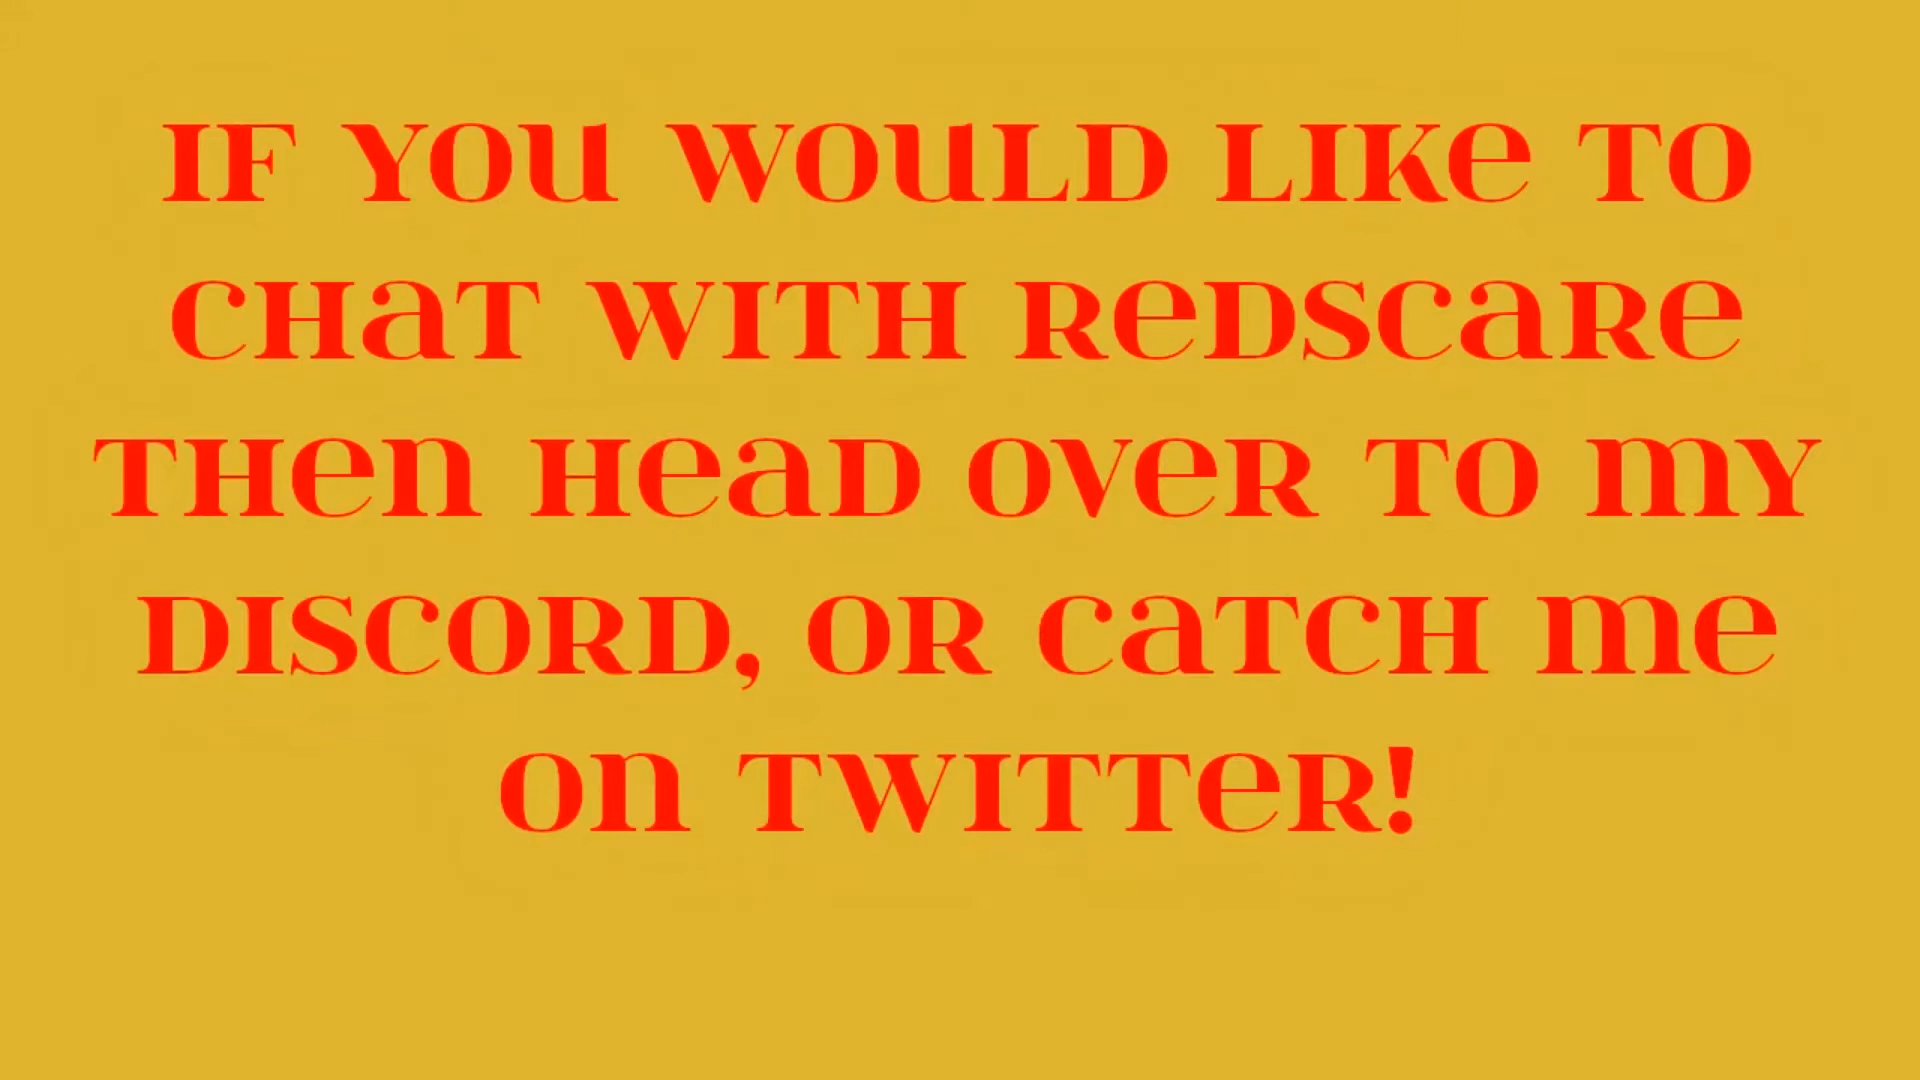 IF YOU WOULD LIKE TO
CHAT WITH REDSCARE
THEN HEAD OVER TO MY
DISCORD, OR CATCH ME
ON TWITTER!